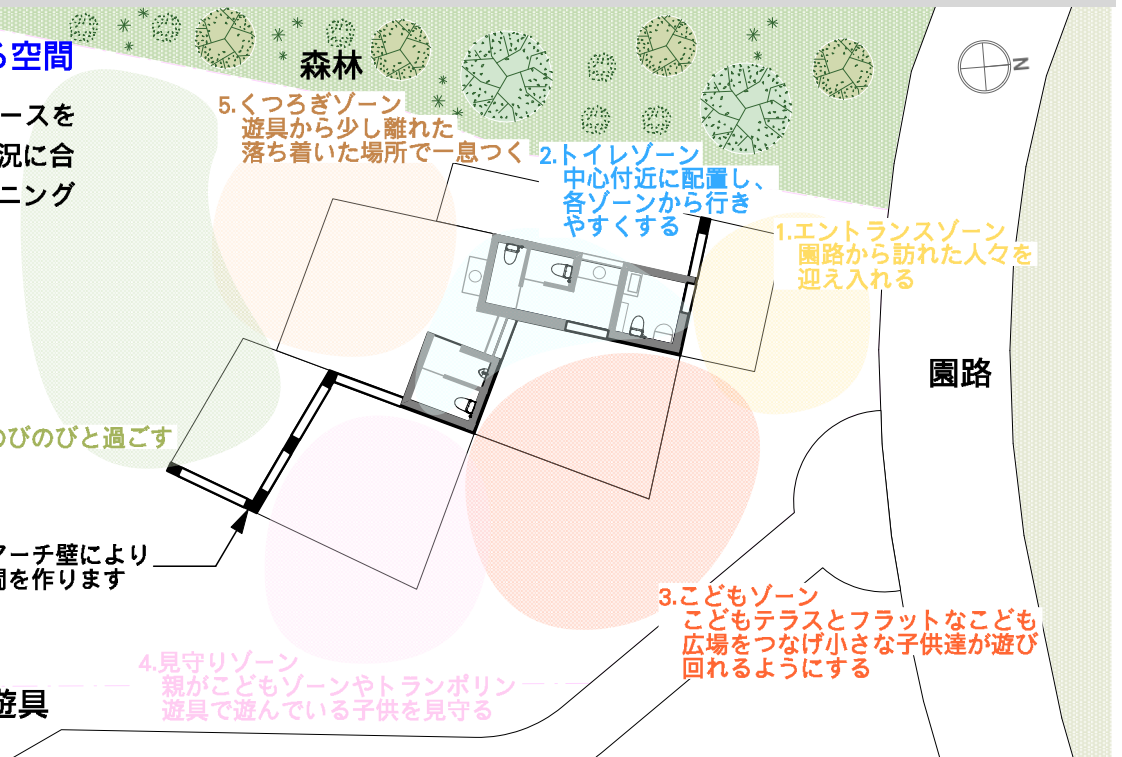 る空間
ースを
況に合
ニング
森林
N
5.くつろぎゾーン
遊具から少し離れた
落ち着いた場所で一息つく
2.トイレゾーン
中心付近に配置し、
各ゾーンから行き
やすくする
1.エントランスゾーン
園路から訪れた人々を
迎え入れる
園路
のびのびと過ごす
アーチ壁により
間を作ります
3.こどもゾーン
こどもテラスとフラットなこども
広場をつなげ小さな子供達が遊び
回れるようにする
4.見守りゾーン
親がこどもゾーンやトランポリン
遊具で遊んでいる子供を見守る
遊具